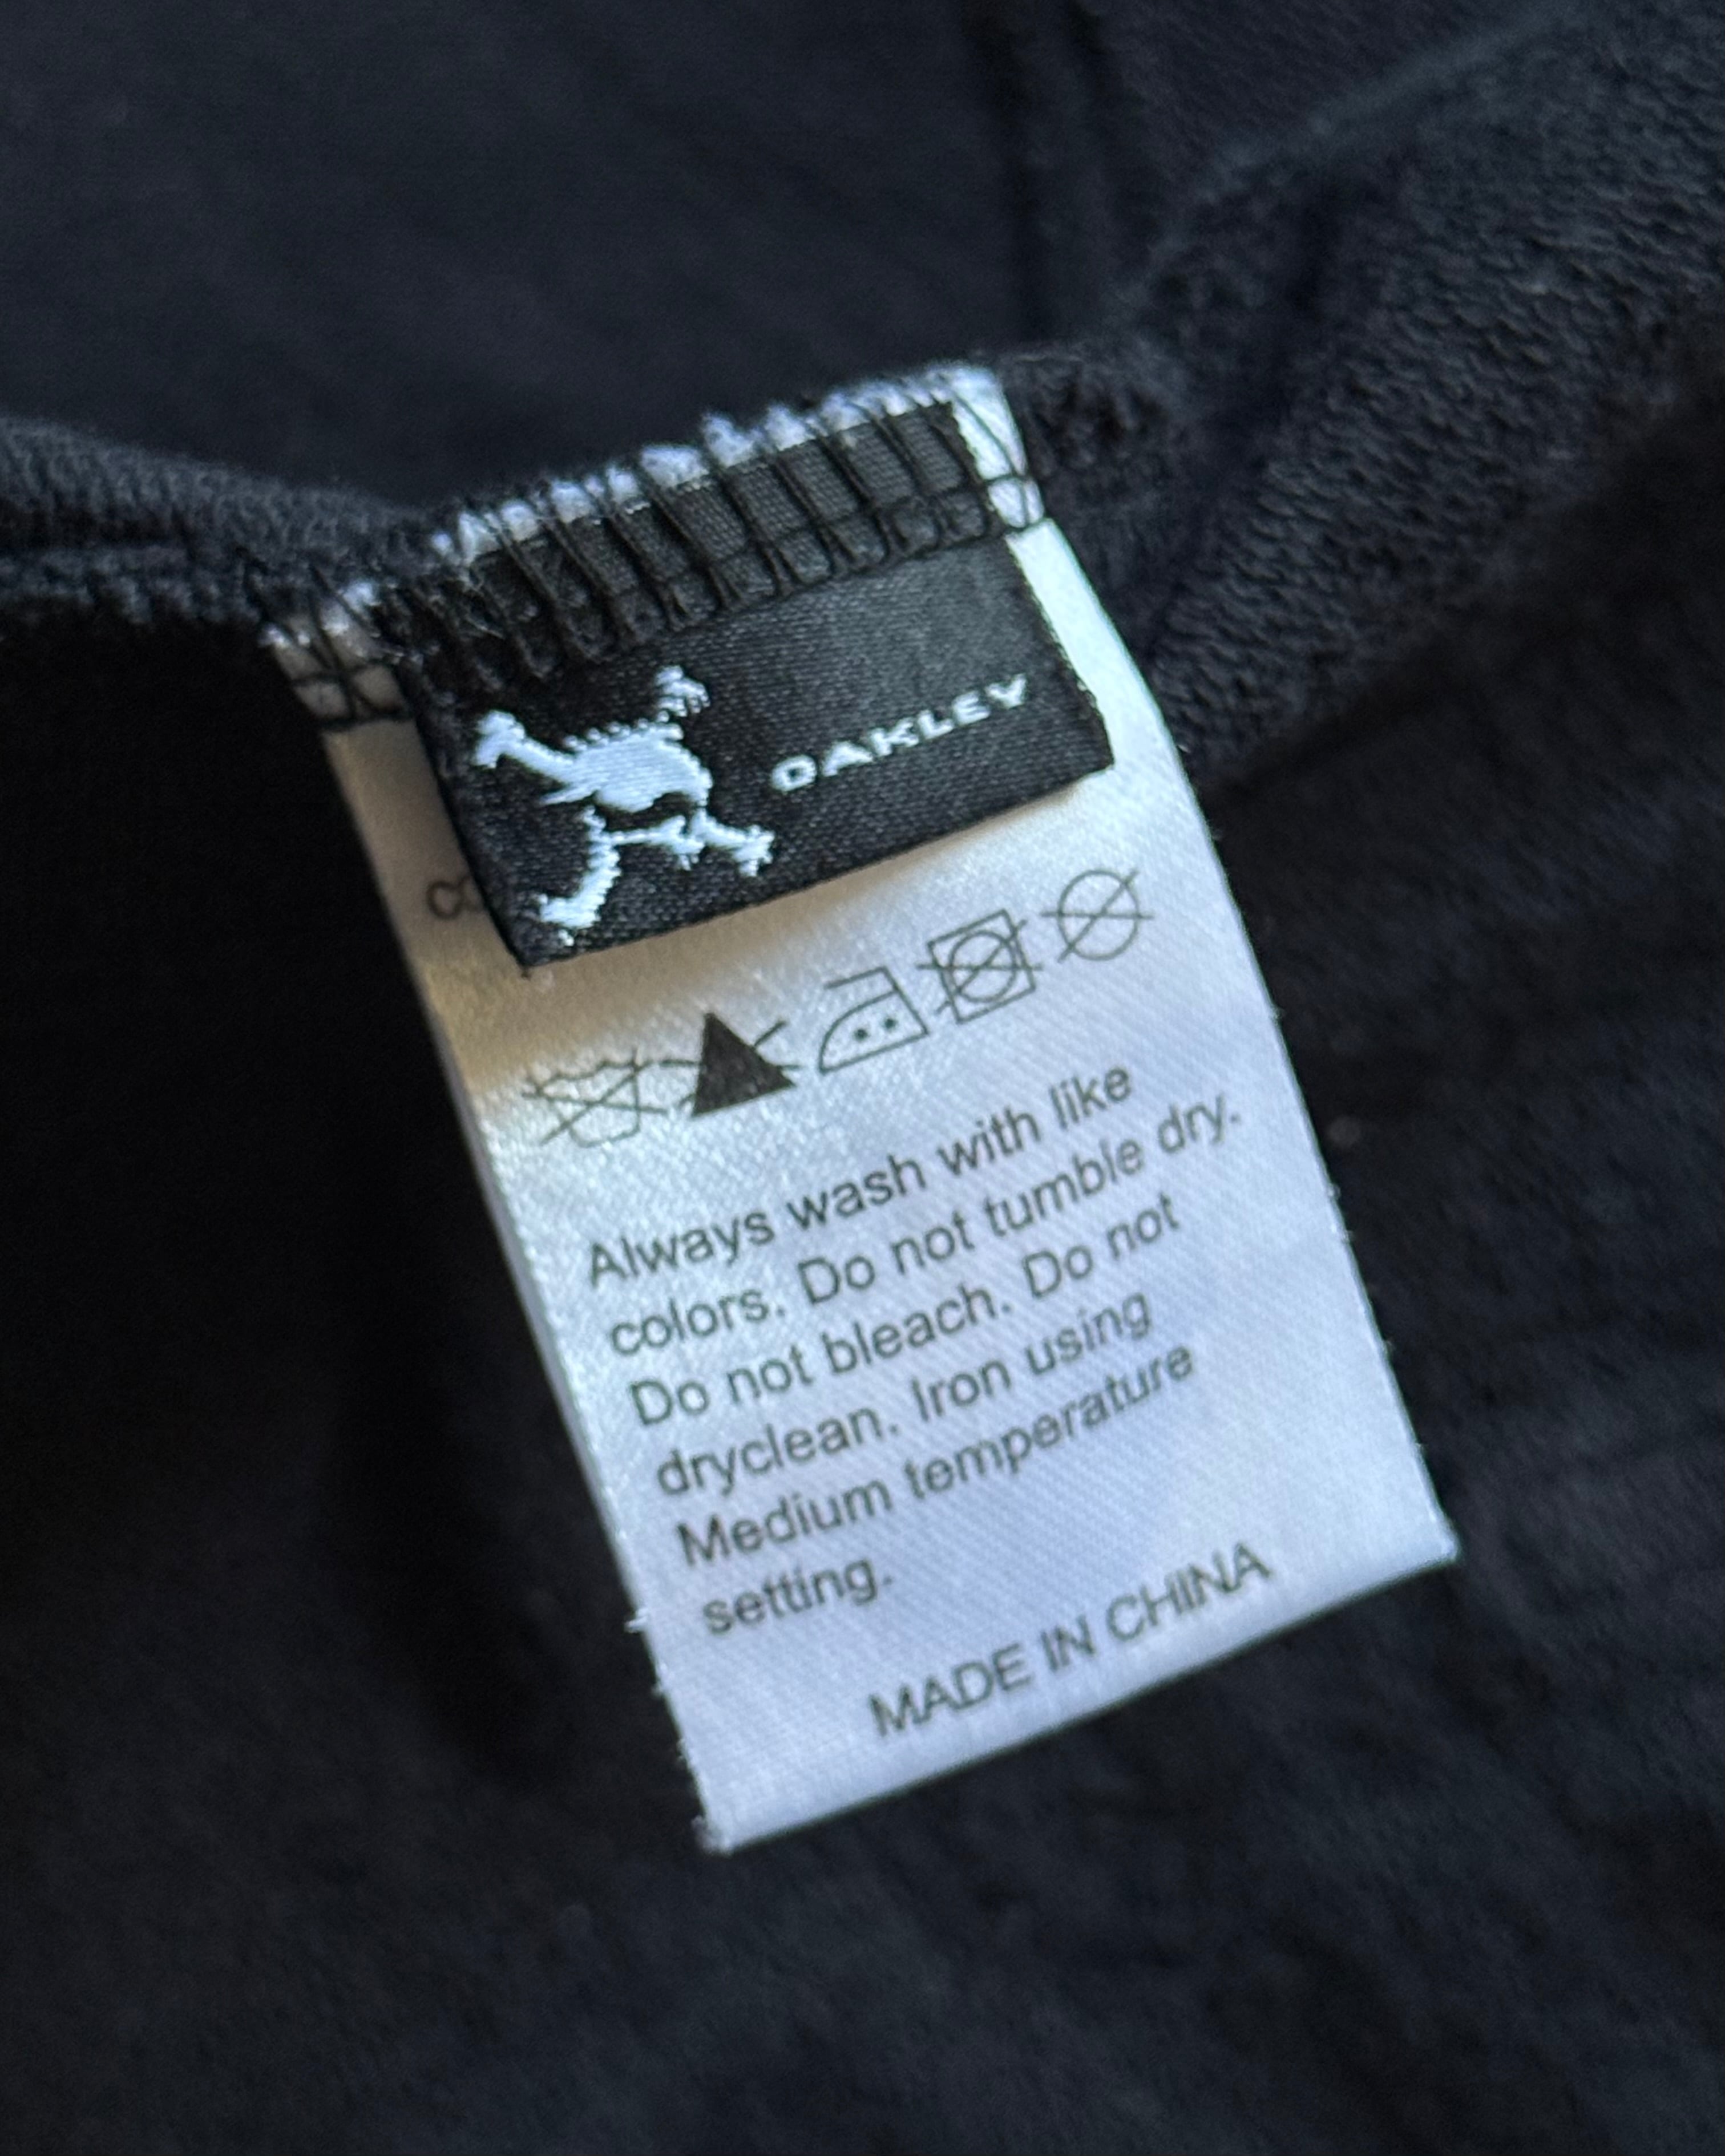 OAKLEY
Always wash with like
colors. Do not tumble dry.
Do not bleach. Do not
dryclean. Iron using
Medium temperature
setting.
MADE IN CHINA